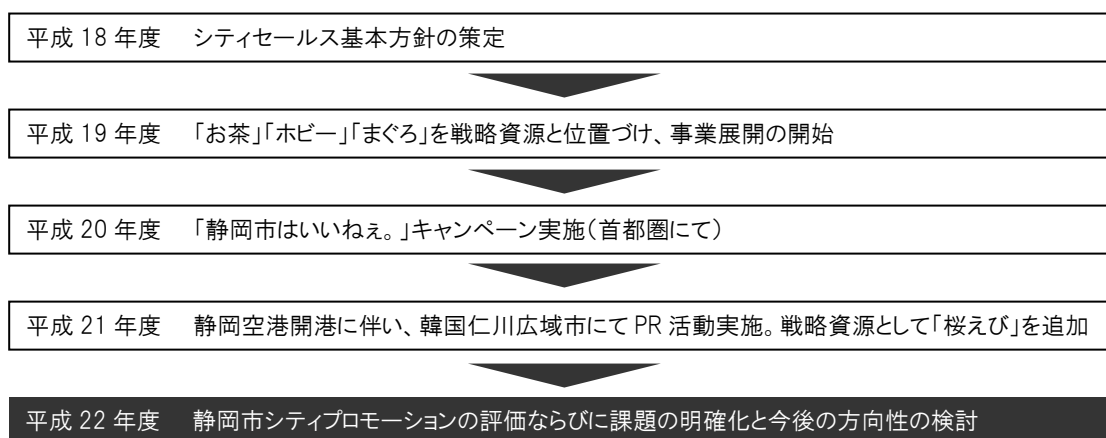 平成 18 年度 シティセールス基本方針の策定
平成 19 年度 「お茶」「ホビー」「まぐろ」を戦略資源と位置づけ、事業展開の開始
平成 20 年度 「静岡市はいいねぇ。」キャンペーン実施(首都圏にて)
平成 21 年度 静岡空港開港に伴い、韓国仁川広域市にて PR 活動実施。戦略資源として「桜えび」を追加
平成 22 年度 静岡市シティプロモーションの評価ならびに課題の明確化と今後の方向性の検討